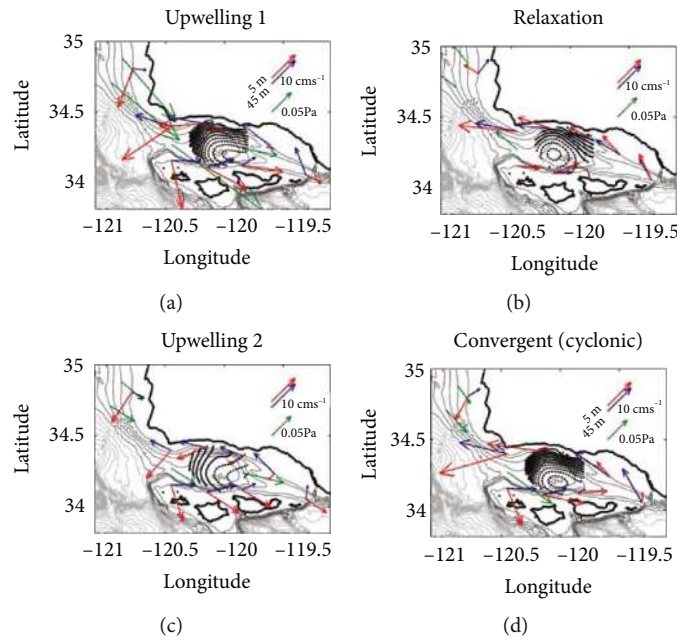 Upwelling 1
35
34.5
34
Latitude
5 m
45 m
10 cms⁻¹
0.05Pa
−121 −120.5 −120 −119.5
Longitude
(a)
Relaxation
35
34.5
34
Latitude
10 cms⁻¹
0.05Pa
−121 −120.5 −120 −119.5
Longitude
(b)
Upwelling 2
35
34.5
34
Latitude
10 cms⁻¹
0.05Pa
−121 −120.5 −120 −119.5
Longitude
(c)
Convergent (cyclonic)
35
34.5
34
Latitude
5 m
45 m
10 cms⁻¹
0.05Pa
−121 −120.5 −120 −119.5
Longitude
(d)